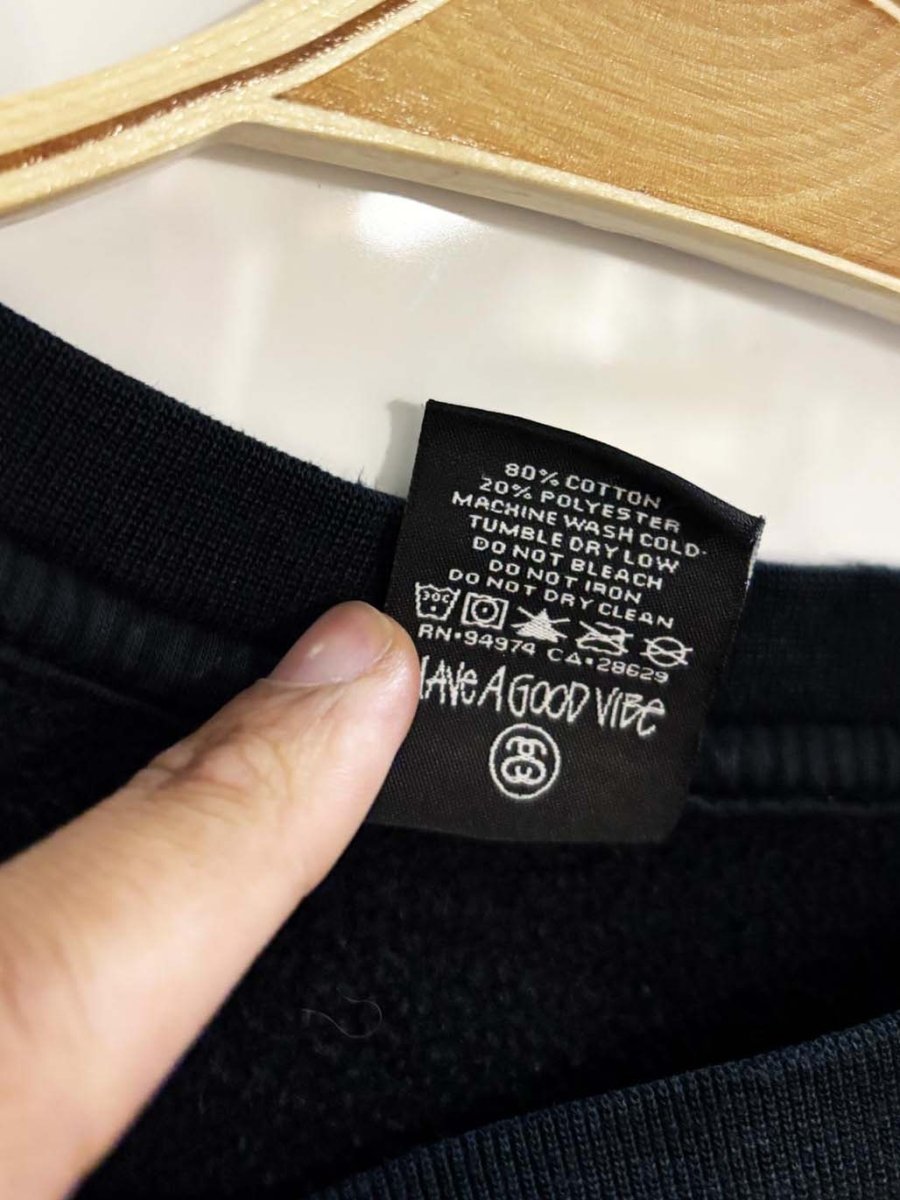 80% COTTON
20% POLYESTER
MACHINE WASH COLD
TUMBLE DRY LOW
DO NOT BLEACH
DO NOT IRON
DO NOT DRY CLEAN
30C
RN•94974 CA•28629
HAVE A GOOD VIBE